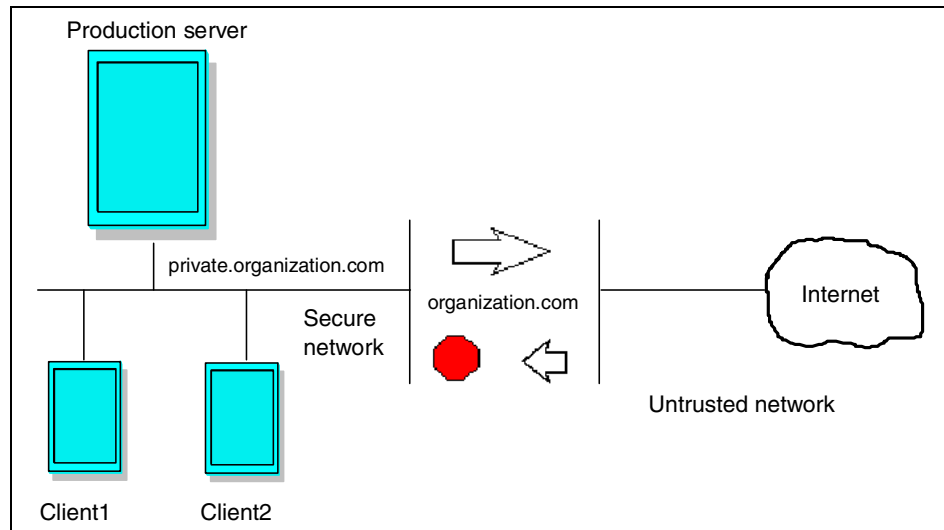 Production server
private.organization.com
organization.com
Secure
network
Internet
Untrusted network
Client1
Client2